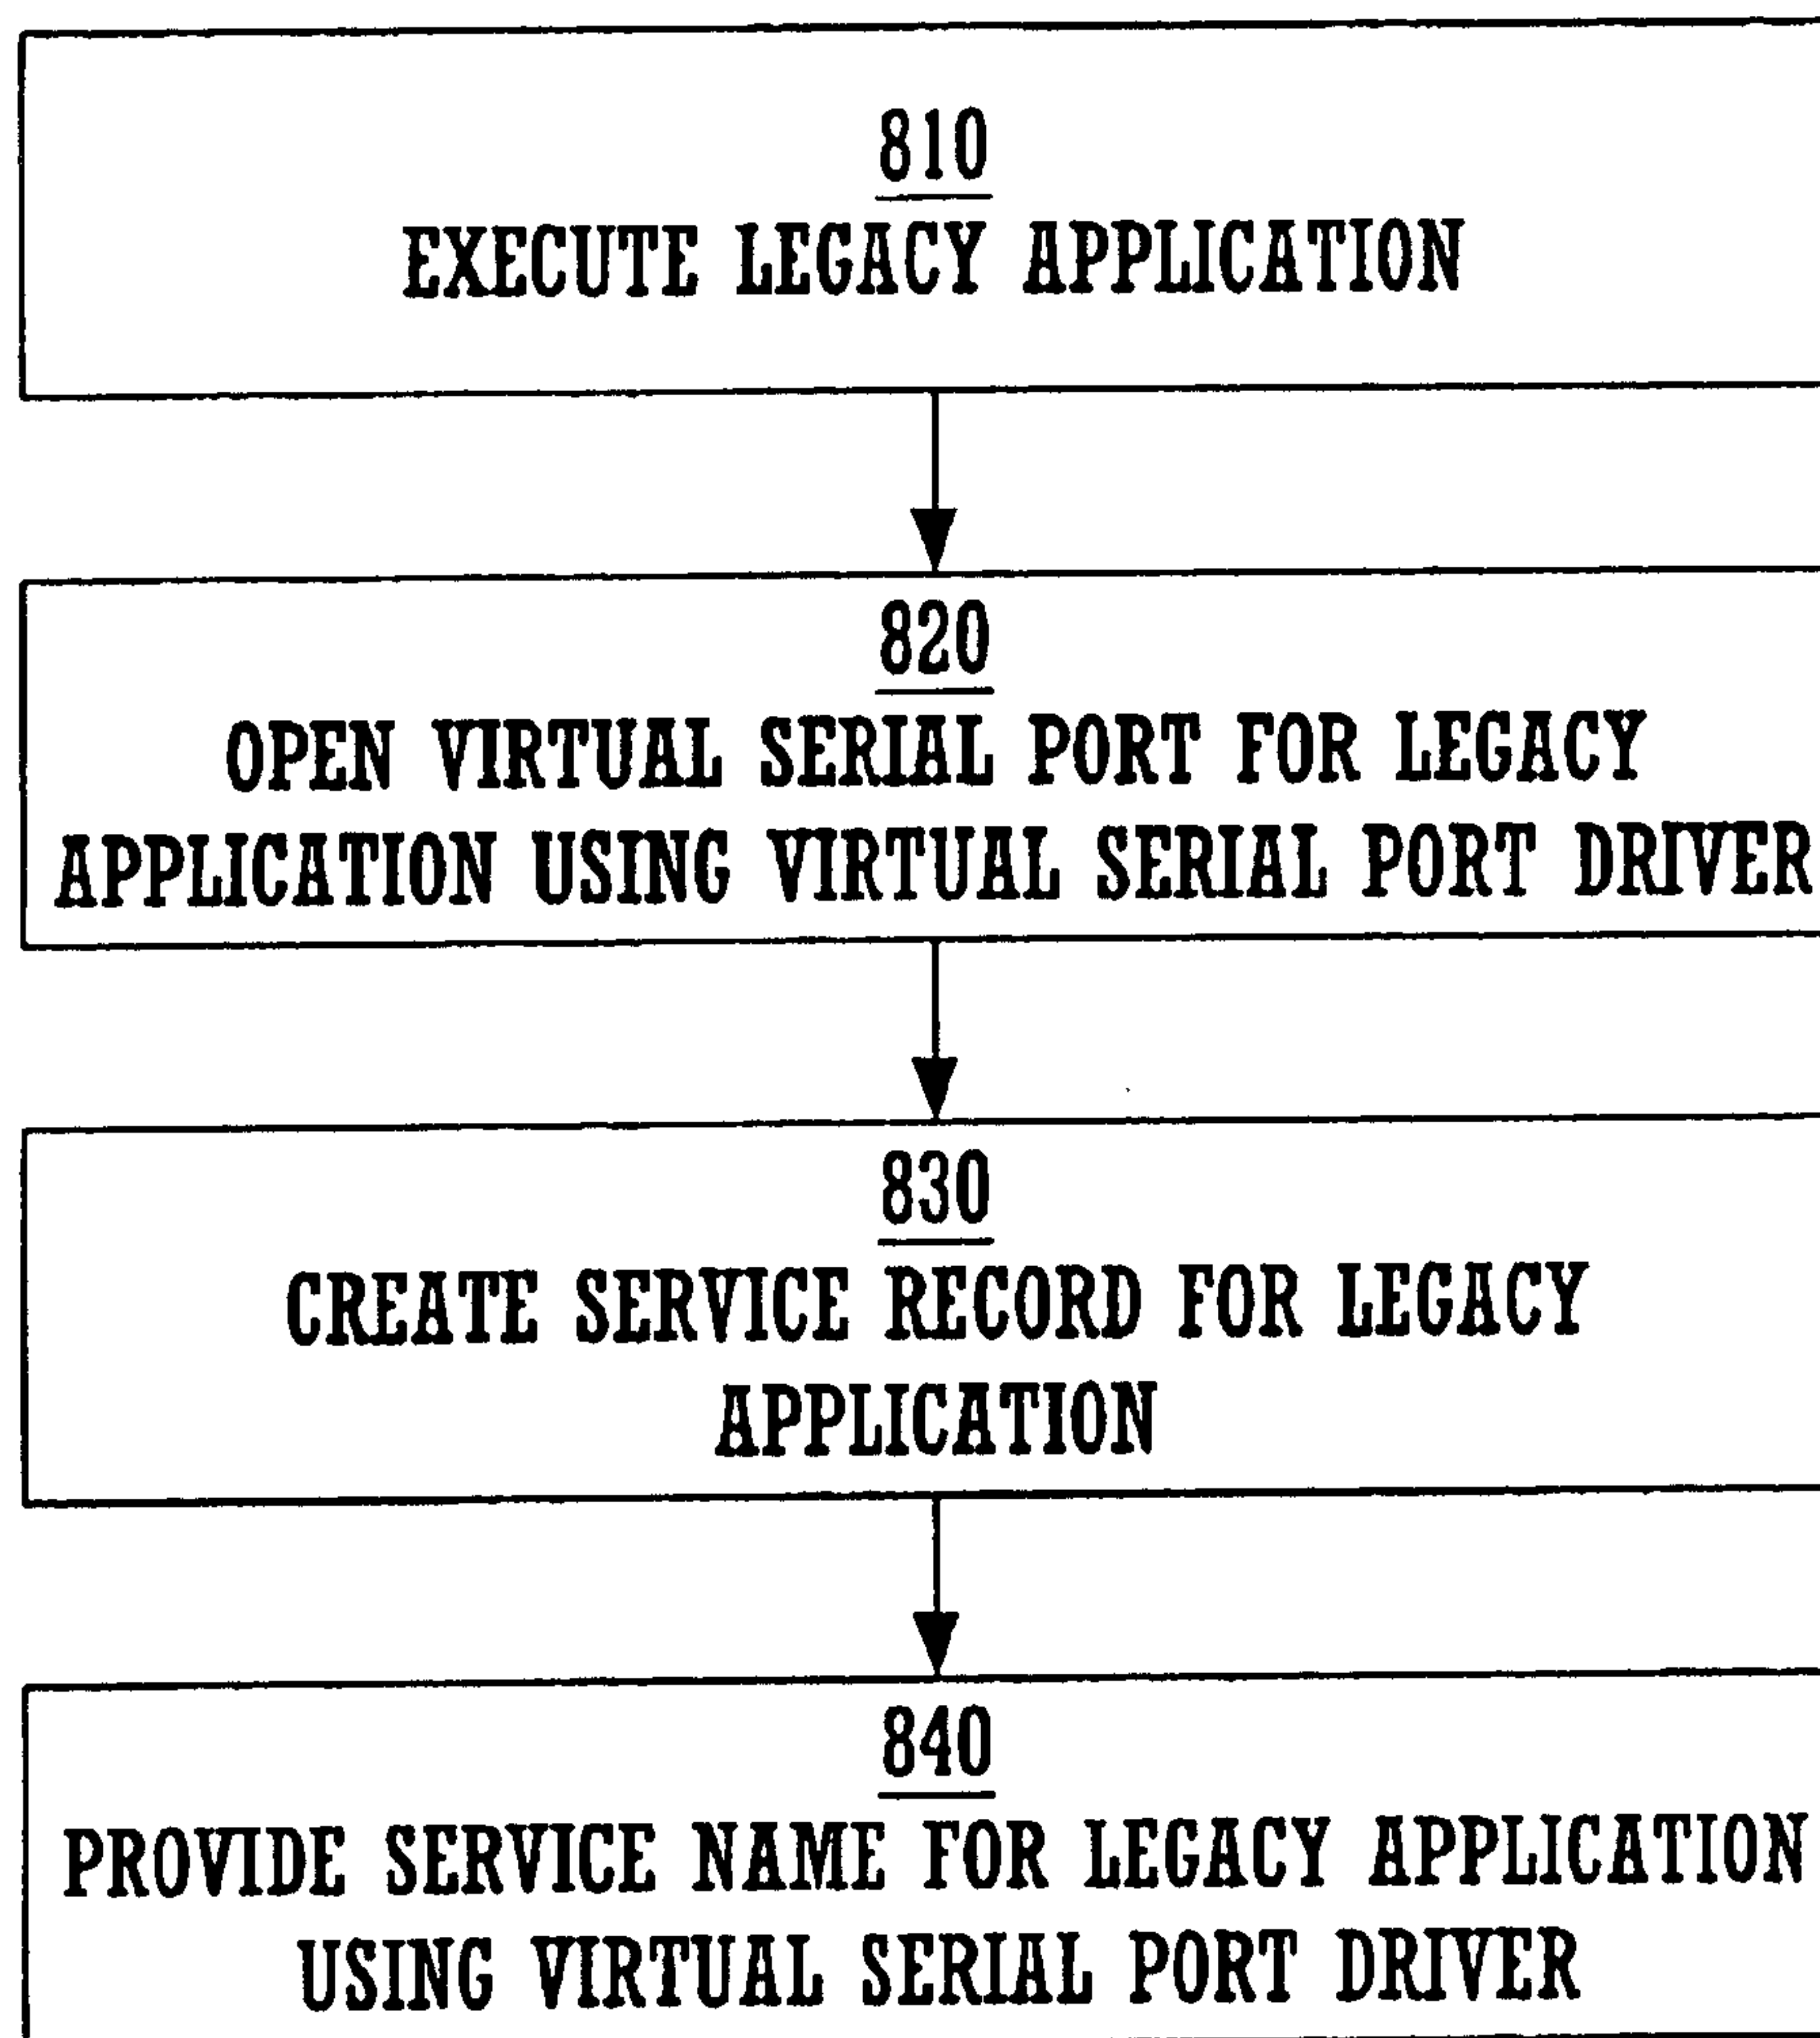 810
EXECUTE LEGACY APPLICATION
820
OPEN VIRTUAL SERIAL PORT FOR LEGACY
APPLICATION USING VIRTUAL SERIAL PORT DRIVER
830
CREATE SERVICE RECORD FOR LEGACY
APPLICATION
840
PROVIDE SERVICE NAME FOR LEGACY APPLICATION
USING VIRTUAL SERIAL PORT DRIVER